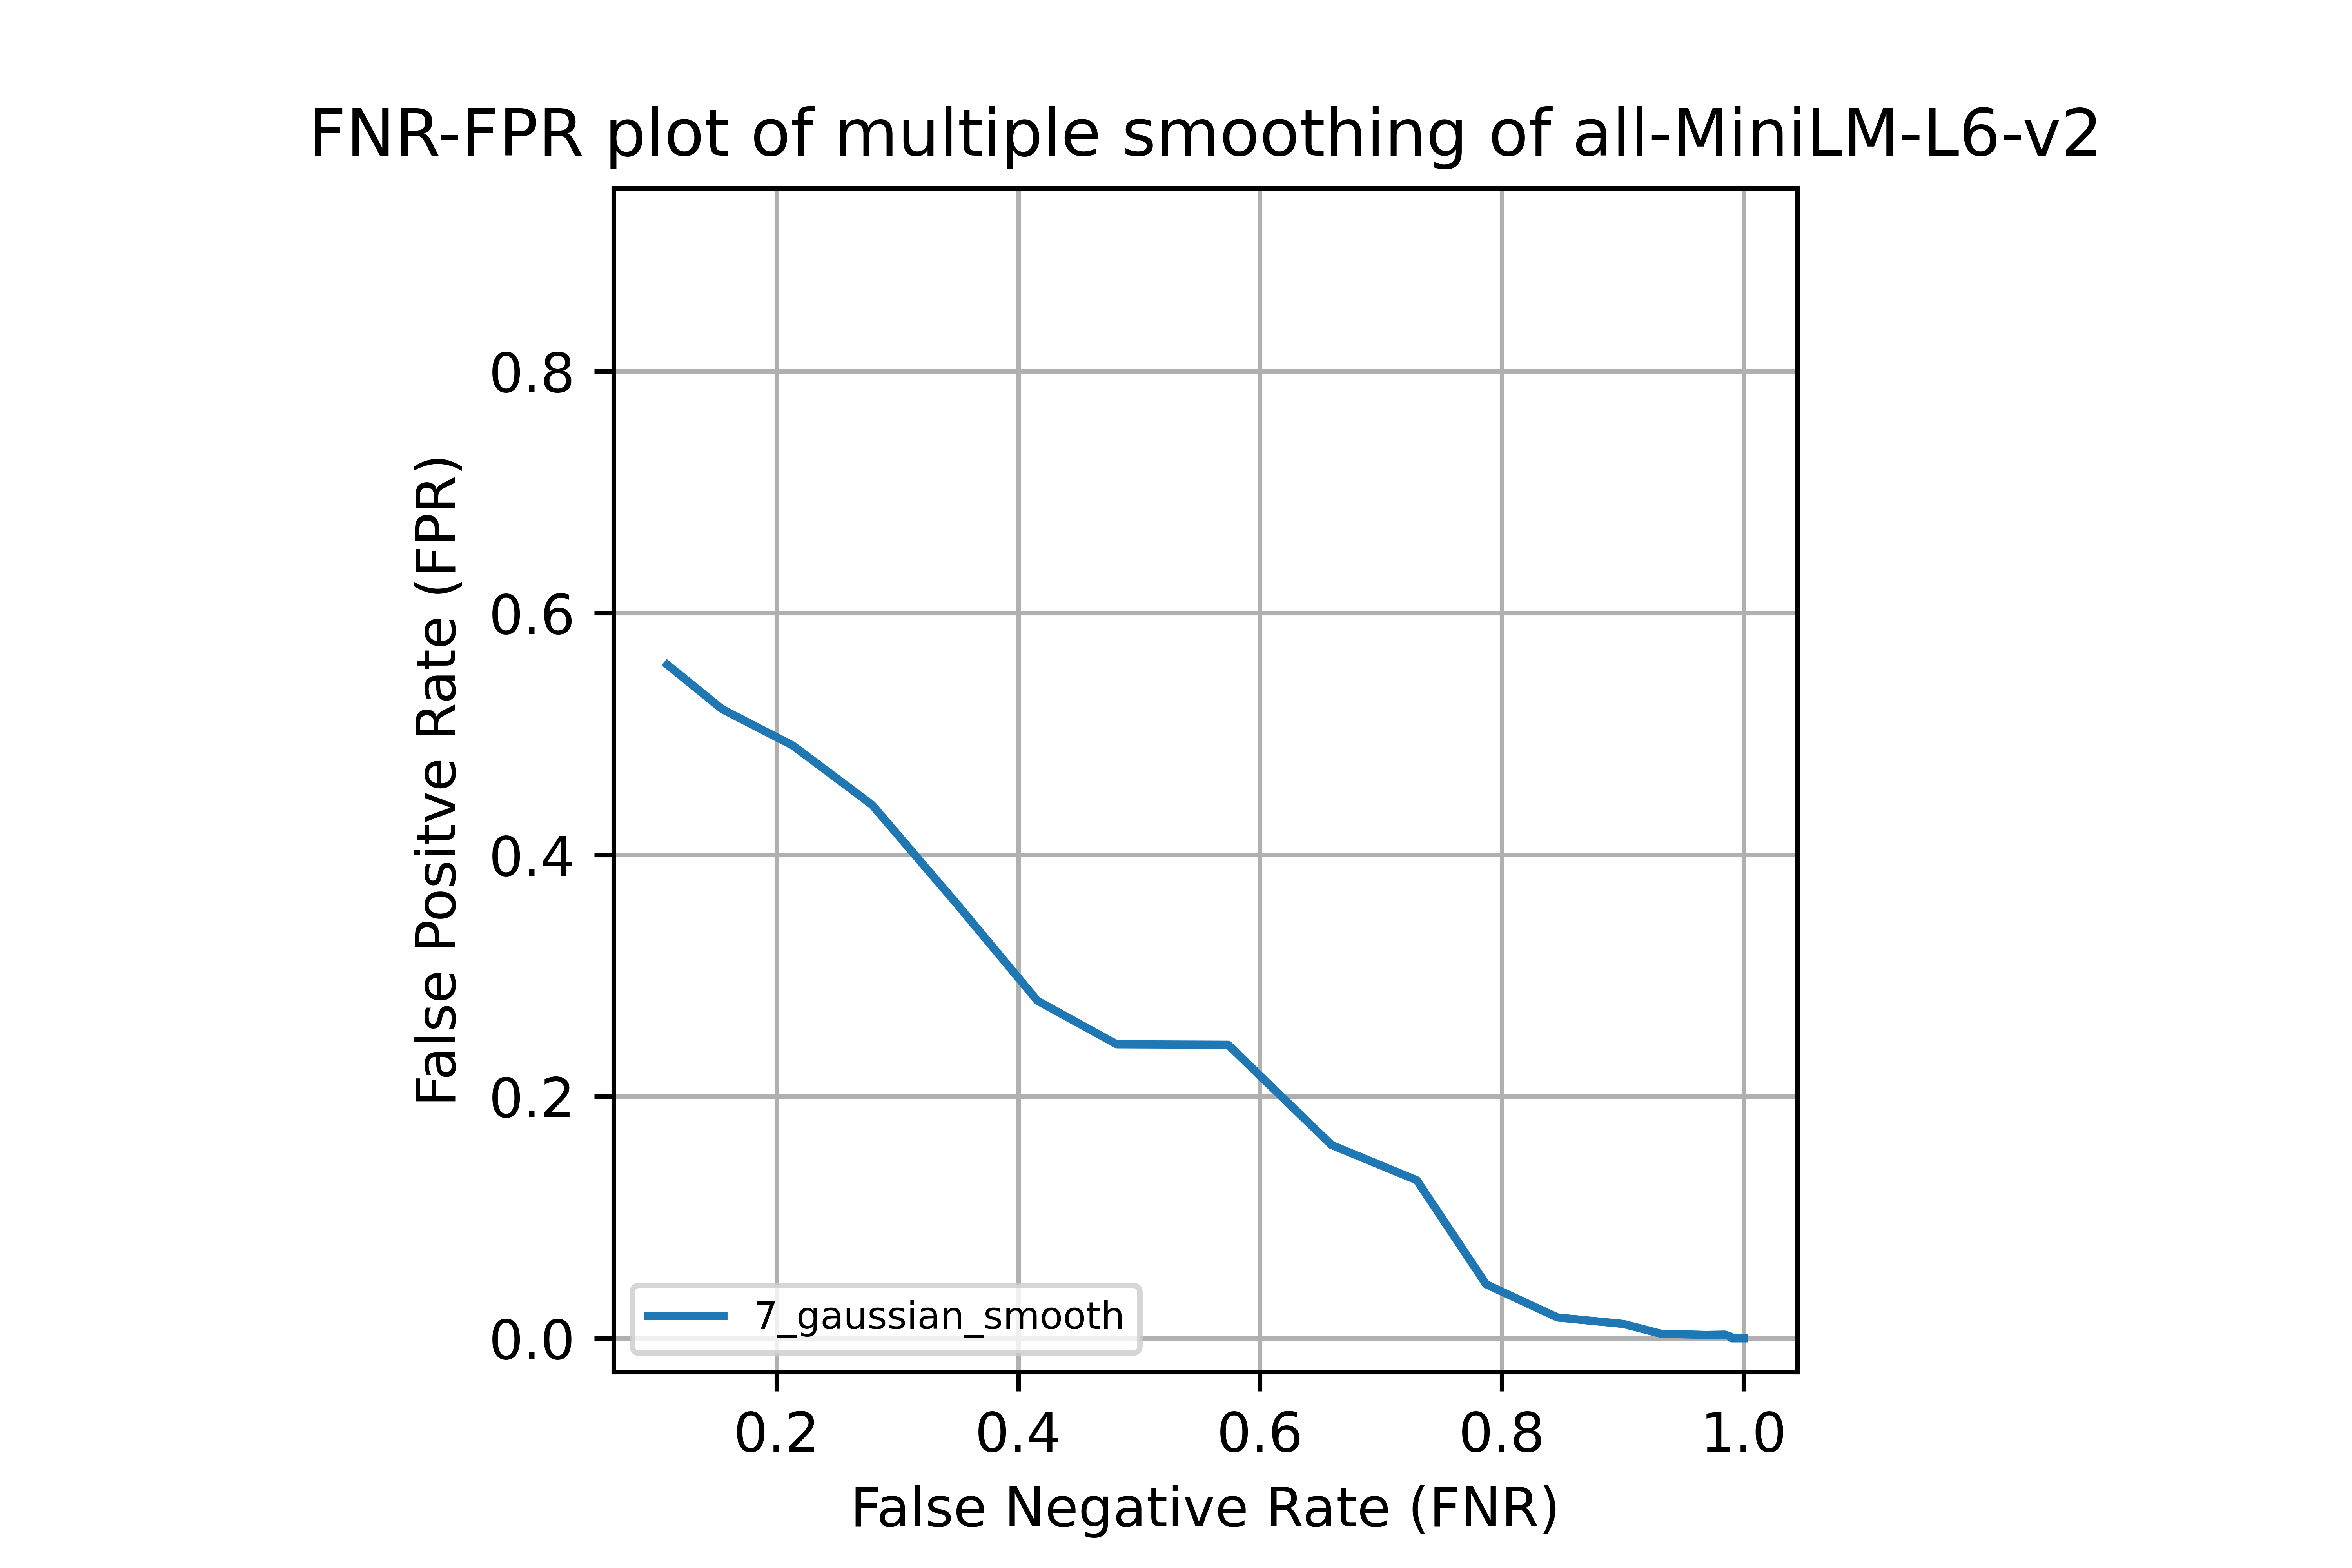 FNR-FPR plot of multiple smoothing of all-MiniLM-L6-v2
False Positve Rate (FPR)
0.8
0.6
0.4
0.2
0.0
7_gaussian_smooth
0.2 0.4 0.6 0.8 1.0
False Negative Rate (FNR)